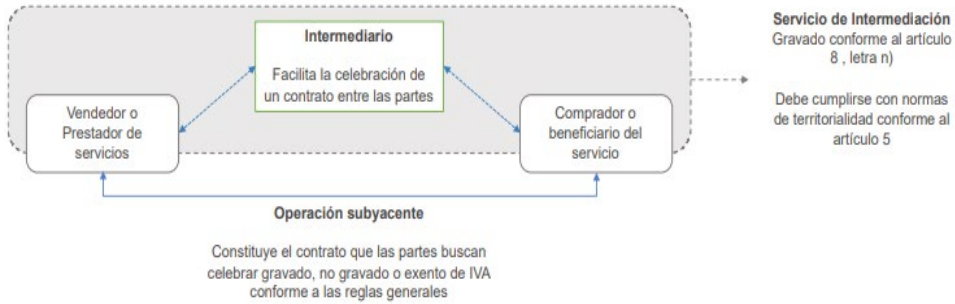 Intermediario
Facilita la celebración de
un contrato entre las partes
Vendedor o
Prestador de
servicios
Comprador o
beneficiario del
servicio
Servicio de Intermediación
Gravado conforme al artículo
8 , letra n)
Debe cumplirse con normas
de territorialidad conforme al
artículo 5
Operación subyacente
Constituye el contrato que las partes buscan
celebrar gravado, no gravado o exento de IVA
conforme a las reglas generales